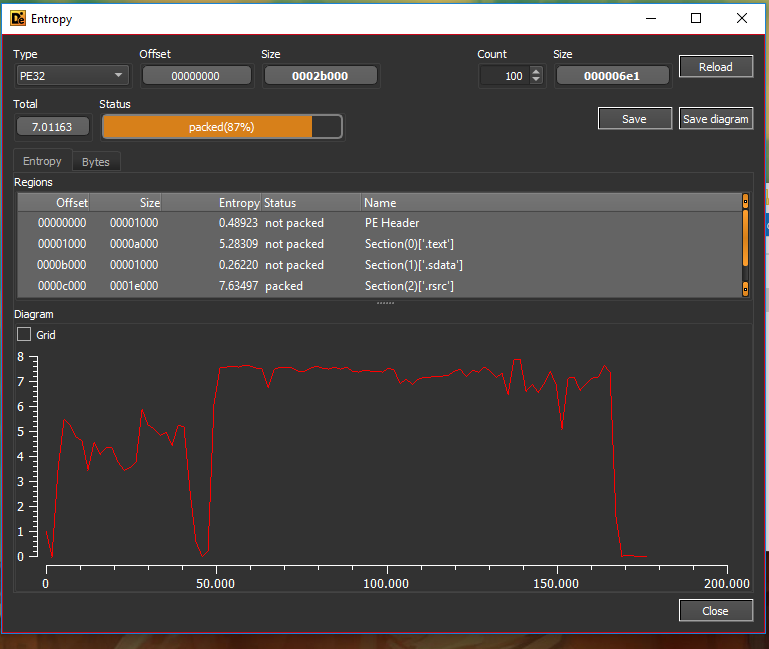 Entropy
Type Offset Size Count Size
PE32 00000000 0002b000 100 000006e1 Reload
Total Status
7.01163 packed(87%) Save Save diagram
Entropy Bytes
Regions
Offset Size Entropy Status Name
00000000 00001000 0.48923 not packed PE Header
00001000 0000a000 5.28309 not packed Section(0)['.text']
0000b000 00001000 0.26220 not packed Section(1)['.sdata']
0000c000 0001e000 7.63497 packed Section(2)['.rsrc']
Diagram
Grid
8
7
6
5
4
3
2
1
0
0 50.000 100.000 150.000 200.000
Close